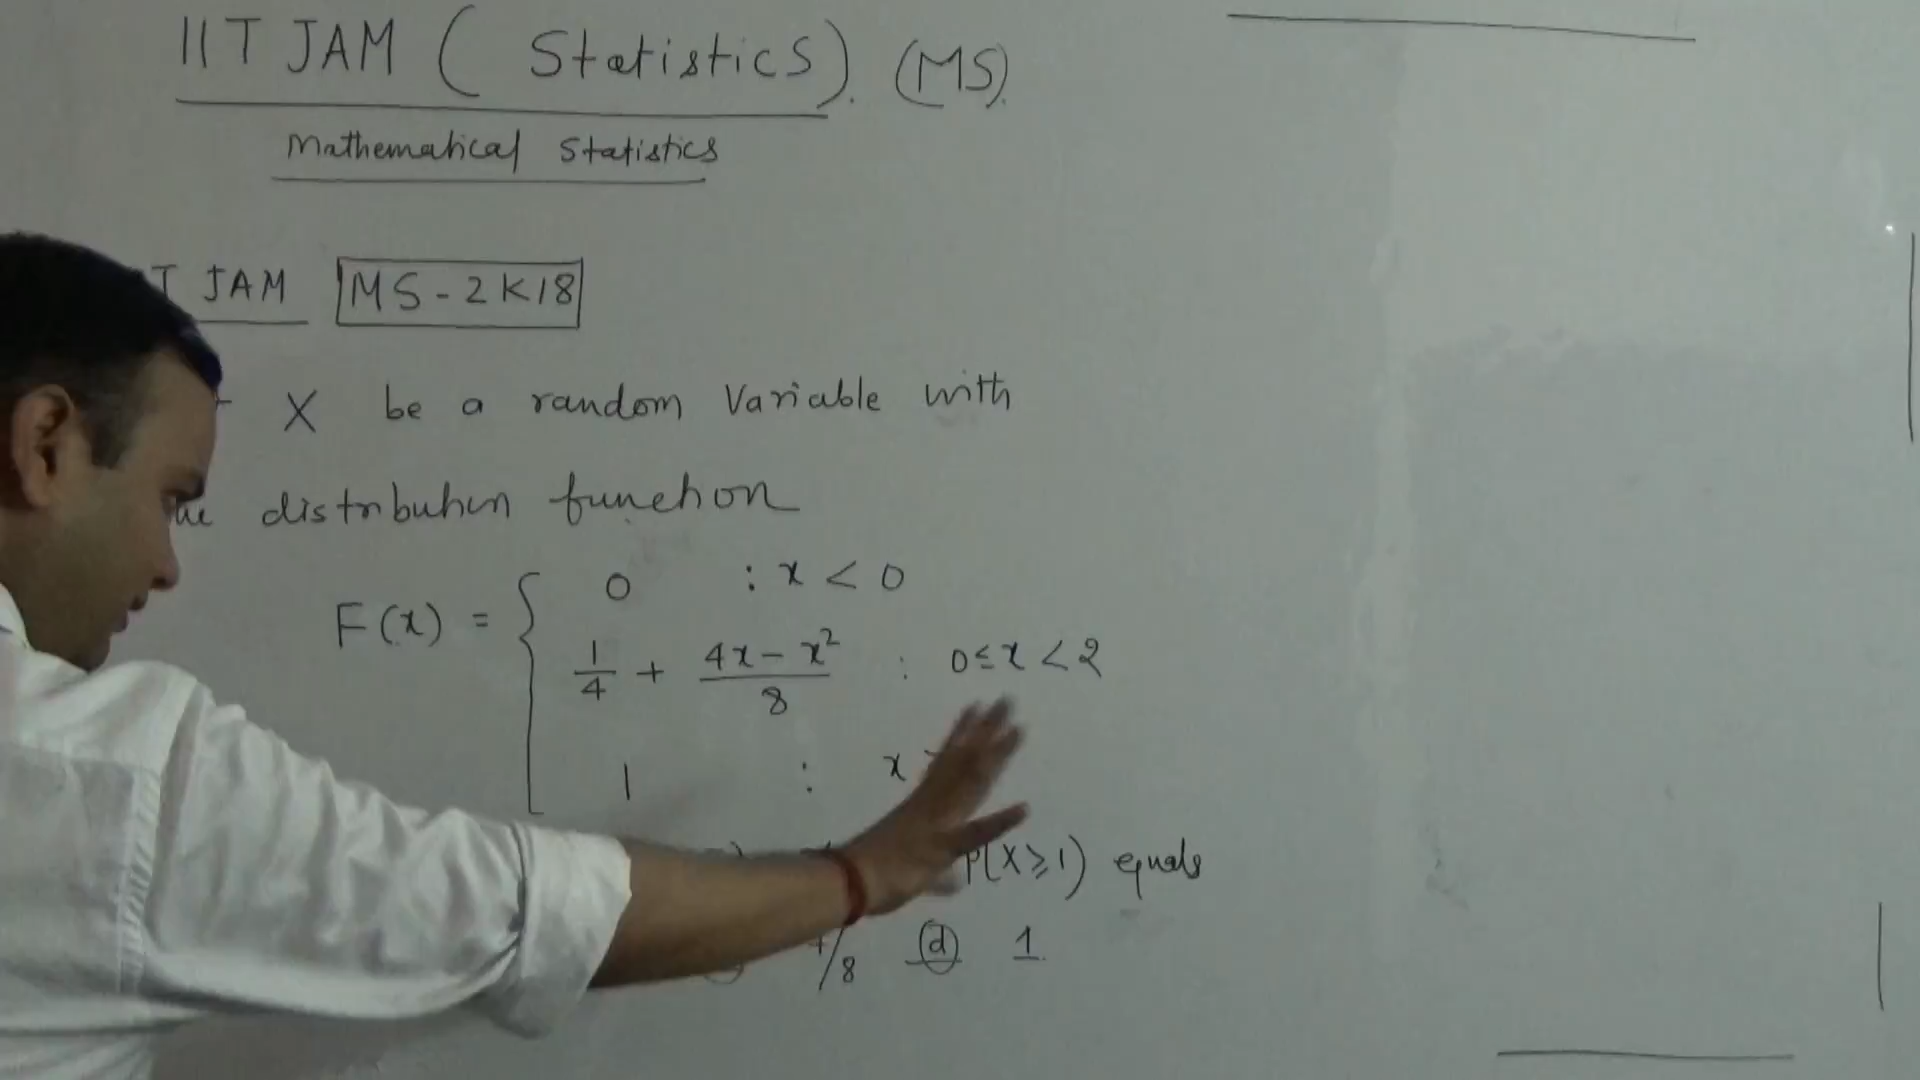 IIT JAM ( Statistics). (MS).
Mathematical Statistics
JAM MS-2K18
X be a random Variable with
distribution function
F(x) = { 0 : x < 0
1/4 + (4x - x²)/8 : 0 ≤ x < 2
1 : x
P(X ⩾ 1) equals
/8 (d) 1